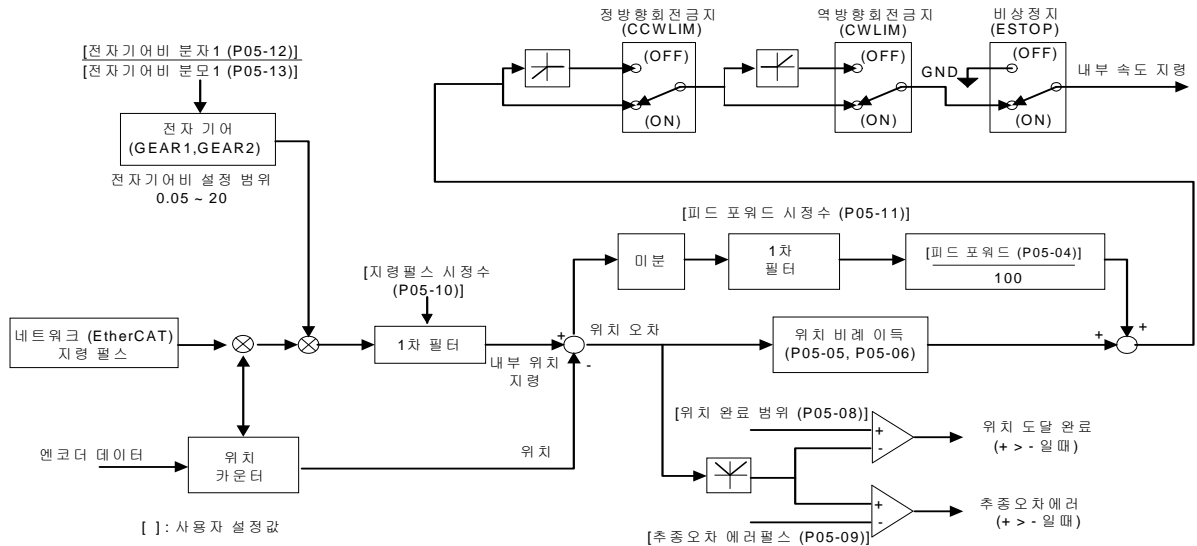 정방향회전금지
(CCWLIM)
역방향회전금지
(CWLIM)
비상정지
(ESTOP)
[전자기어비 분자1 (P05-12)]
[전자기어비 분모1 (P05-13)]
(OFF)
(OFF)
(OFF)
GND
내부 속도 지령
(ON)
(ON)
(ON)
전자 기어
(GEAR1,GEAR2)
전자기어비 설정 범위
0.05 ~ 20
[피드 포워드 시정수 (P05-11)]
미분
1차
필터
[피드 포워드 (P05-04)]
100
[지령펄스 시정수
(P05-10)]
네트워크 (EtherCAT)
지령 펄스
1차 필터
+
-
위치 오차
내부 위치
지령
위치 비례 이득
(P05-05, P05-06)
+
+
[위치 완료 범위 (P05-08)]
+
-
위치 도달 완료
(+ > - 일때)
엔코더 데이터
위치
카운터
위치
+
-
추종오차에러
(+ > - 일때)
[추종오차 에러펄스 (P05-09)]
[ ] : 사용자 설정값